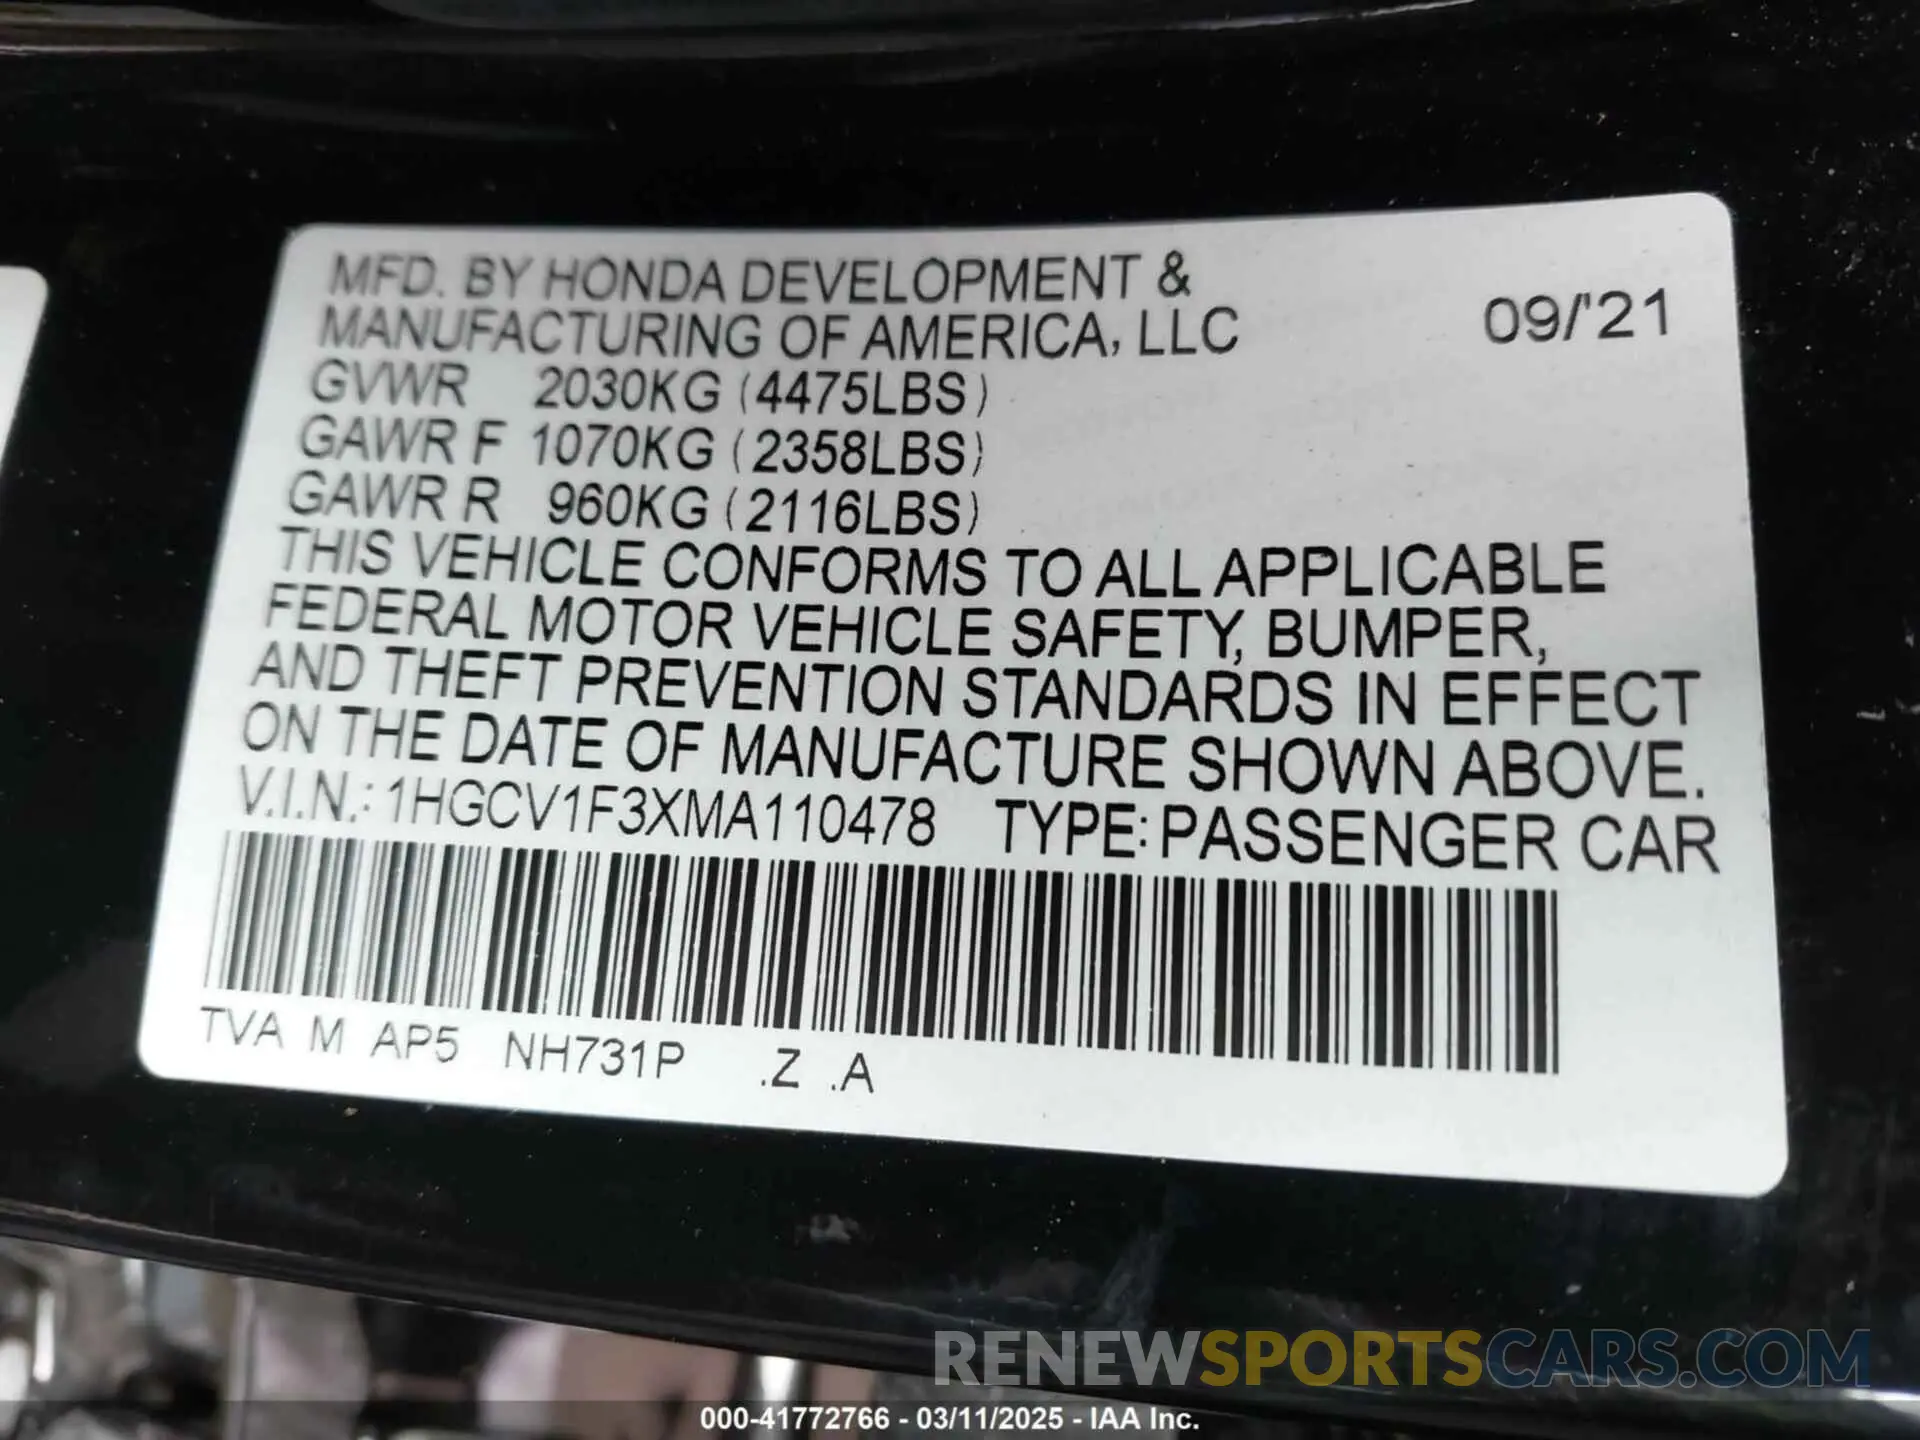 MFD. BY HONDA DEVELOPMENT &
MANUFACTURING OF AMERICA, LLC 09/'21
GVWR 2030KG (4475LBS)
GAWR F 1070KG (2358LBS)
GAWR R 960KG (2116LBS)
THIS VEHICLE CONFORMS TO ALL APPLICABLE
FEDERAL MOTOR VEHICLE SAFETY, BUMPER,
AND THEFT PREVENTION STANDARDS IN EFFECT
ON THE DATE OF MANUFACTURE SHOWN ABOVE.
V.I.N.: 1HGCV1F3XMA110478 TYPE: PASSENGER CAR
TVA M AP5 NH731P .Z .A
RENEWSPORTSCARS.COM
000-41772766 - 03/11/2025 - IAA Inc.